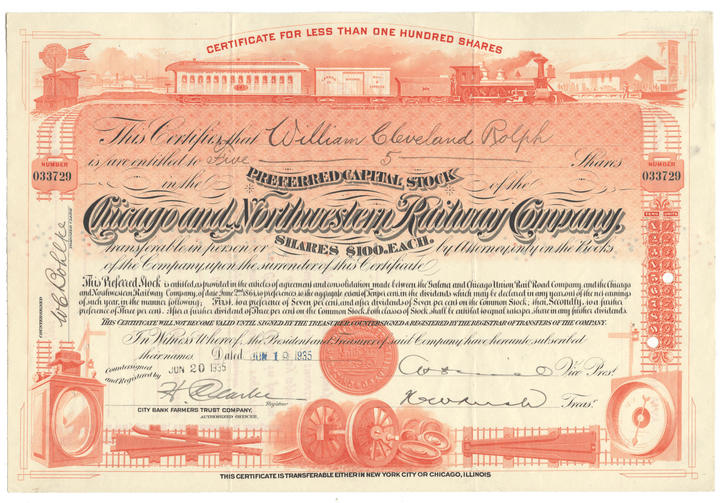 CERTIFICATE FOR LESS THAN ONE HUNDRED SHARES
This Certifies that William Cleveland Rolph
is/are entitled to Five 5 Shares
in the PREFERRED CAPITAL STOCK of the
NUMBER
033729
NUMBER
033729
Chicago and Northwestern Railway Company,
transferable in person or SHARES $100. EACH. by Attorney only on the Books
of the Company upon the surrender of this Certificate
This Preferred Stock is entitled, as provided in the articles of agreement and consolidation, made between the Galena and Chicago Union Rail Road Company, and the Chicago
and Northwestern Railway Company, of date June 2nd 1864, so preference to the aggregate extent of Ten per cent. in the dividends which may be declared in any year out of the net earnings
of such year, in the manner following: First, to a preference of Seven per cent, and after dividends of Seven per cent on the Common Stock; then, Secondly, to a further
preference of Three per cent. After a further dividend of Three per cent on the Common Stock, both classes of Stock shall be entitled to equal rates per share in any further dividends.
THIS CERTIFICATE WILL NOT BECOME VALID UNTIL SIGNED BY THE TREASURER, COUNTERSIGNED & REGISTERED BY THE REGISTRAR OF TRANSFERS OF THE COMPANY.
In Witness Whereof, the President and Treasurer of said Company have hereunto subscribed
their names. Dated JUN 19 1935
Vice Prest.
Countersigned
and Registered by
JUN 20 1935
Registrar
Treasr.
CITY BANK FARMERS TRUST COMPANY,
AUTHORIZED OFFICER.
COUNTERSIGNED
TENS UNITS
THIS CERTIFICATE IS TRANSFERABLE EITHER IN NEW YORK CITY OR CHICAGO, ILLINOIS